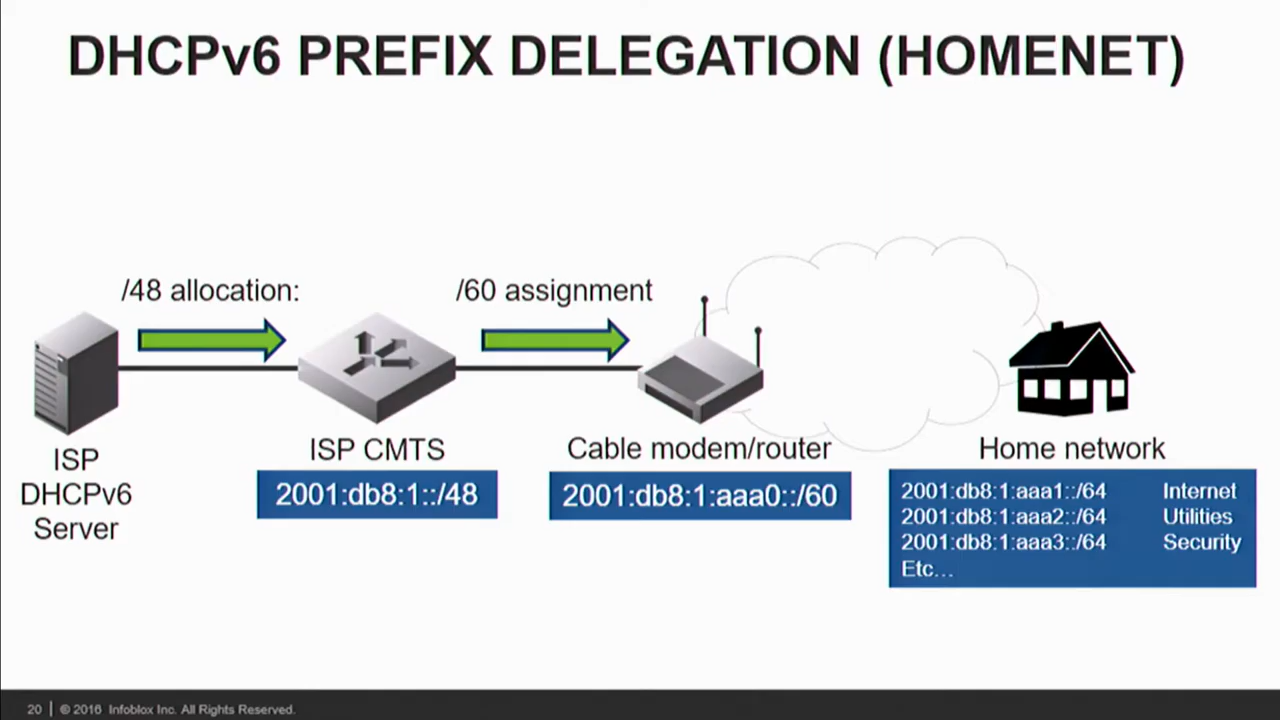 DHCPv6 PREFIX DELEGATION (HOMENET)
/48 allocation:
/60 assignment
ISP
DHCPv6
Server
ISP CMTS
2001:db8:1::/48
Cable modem/router
2001:db8:1:aaa0::/60
Home network
2001:db8:1:aaa1::/64 Internet
2001:db8:1:aaa2::/64 Utilities
2001:db8:1:aaa3::/64 Security
Etc...
20 | © 2016 Infoblox Inc. All Rights Reserved.